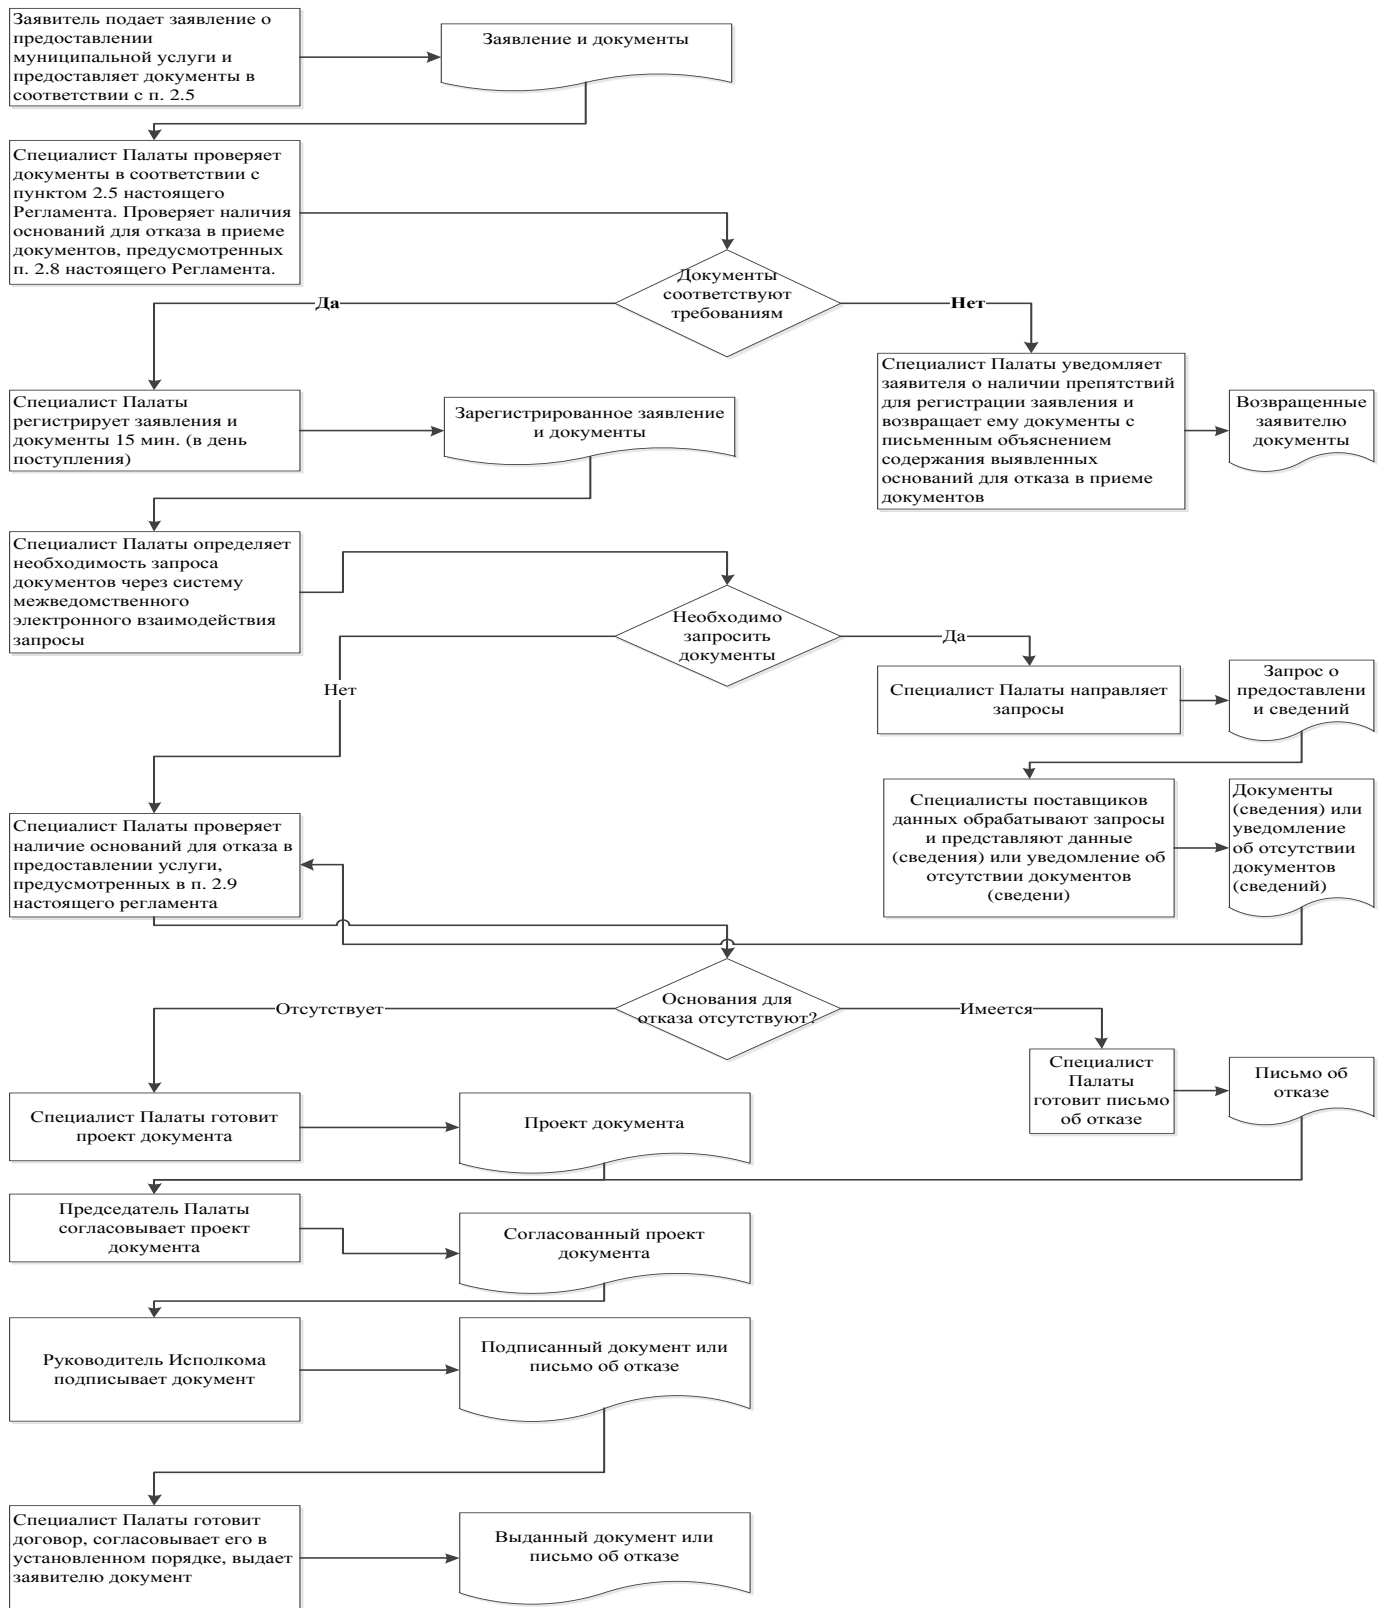 Заявитель подает заявление о
предоставлении
муниципальной услуги и
предоставляет документы в
соответствии с п. 2.5
Заявление и документы
Специалист Палаты проверяет
документы в соответствии с
пунктом 2.5 настоящего
Регламента. Проверяет наличия
оснований для отказа в приеме
документов, предусмотренных
п. 2.8 настоящего Регламента.
Документы
соответствуют
требованиям
Да
Нет
Специалист Палаты
регистрирует заявления и
документы 15 мин. (в день
поступления)
Зарегистрированное заявление
и документы
Специалист Палаты уведомляет
заявителя о наличии препятствий
для регистрации заявления и
возвращает ему документы с
письменным объяснением
содержания выявленных
оснований для отказа в приеме
документов
Возвращенные
заявителю
документы
Специалист Палаты определяет
необходимость запроса
документов через систему
межведомственного
электронного взаимодействия
запросы
Необходимо
запросить
документы
Да
Нет
Специалист Палаты направляет
запросы
Запрос о
предоставлени
и сведений
Специалисты поставщиков
данных обрабатывают запросы
и представляют данные
(сведения) или уведомление об
отсутствии документов
(сведени)
Документы
(сведения) или
уведомление
об отсутствии
документов
(сведений)
Специалист Палаты проверяет
наличие оснований для отказа в
предоставлении услуги,
предусмотренных в п. 2.9
настоящего регламента
Основания для
отказа отсутствуют?
Отсутствует
Имеется
Специалист
Палаты
готовит письмо
об отказе
Письмо об
отказе
Специалист Палаты готовит
проект документа
Проект документа
Председатель Палаты
согласовывает проект
документа
Согласованный проект
документа
Руководитель Исполкома
подписывает документ
Подписанный документ или
письмо об отказе
Специалист Палаты готовит
договор, согласовывает его в
установленном порядке, выдает
заявителю документ
Выданный документ или
письмо об отказе